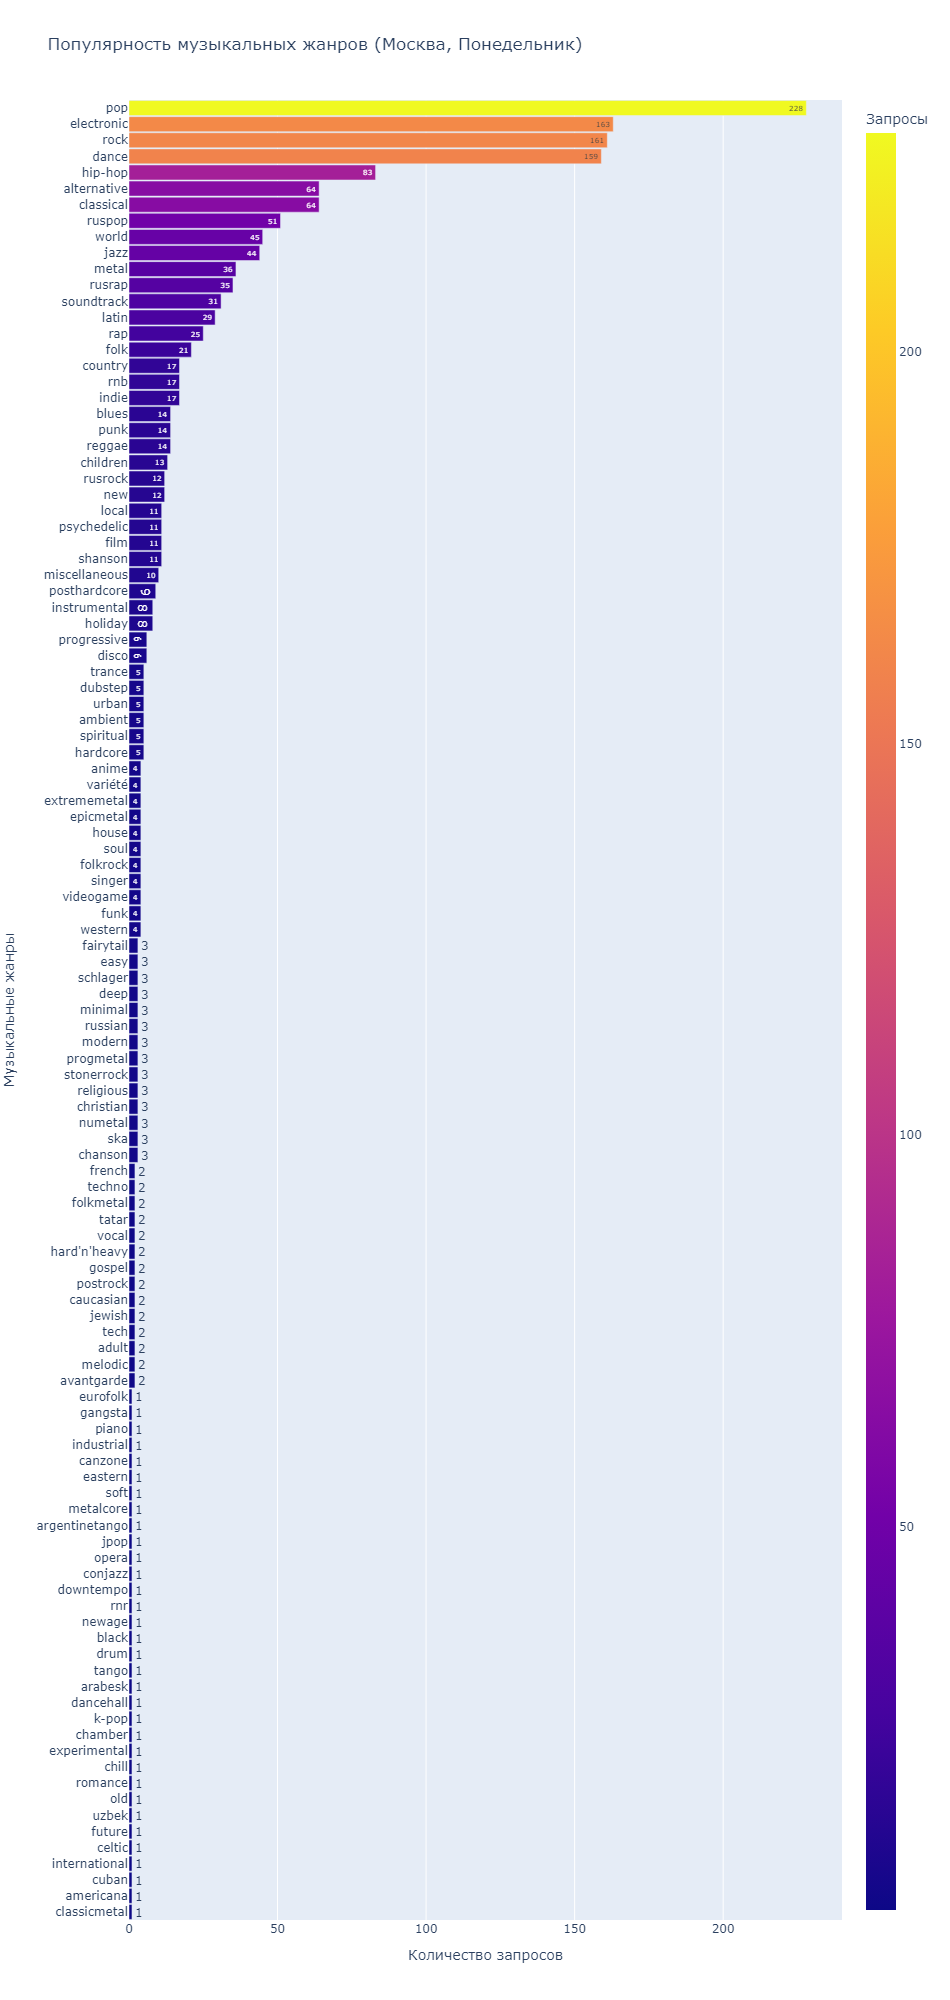 Популярность музыкальных жанров (Москва, Понедельник)
Запросы
pop 228
electronic 163
rock 161
dance 159
hip-hop 83
alternative 64
classical 64
ruspop 51
world 45
jazz 44
metal 36
rusrap 35
soundtrack 31
latin 29
rap 25
folk 21
country 17
rnb 17
indie 17
blues 14
punk 14
reggae 14
children 13
rusrock 12
new 12
local 11
psychedelic 11
film 11
shanson 11
miscellaneous 10
posthardcore 9
instrumental 8
holiday 8
progressive 6
disco 6
trance 5
dubstep 5
urban 5
ambient 5
spiritual 5
hardcore 5
anime 4
variété 4
extrememetal 4
epicmetal 4
house 4
soul 4
folkrock 4
singer 4
videogame 4
funk 4
western 4
fairytail 3
easy 3
schlager 3
deep 3
minimal 3
russian 3
modern 3
progmetal 3
stonerrock 3
religious 3
christian 3
numetal 3
ska 3
chanson 3
french 2
techno 2
folkmetal 2
tatar 2
vocal 2
hard'n'heavy 2
gospel 2
postrock 2
caucasian 2
jewish 2
tech 2
adult 2
melodic 2
avantgarde 2
eurofolk 1
gangsta 1
piano 1
industrial 1
canzone 1
eastern 1
soft 1
metalcore 1
argentinetango 1
jpop 1
opera 1
conjazz 1
downtempo 1
rnr 1
newage 1
black 1
drum 1
tango 1
arabesk 1
dancehall 1
k-pop 1
chamber 1
experimental 1
chill 1
romance 1
old 1
uzbek 1
future 1
celtic 1
international 1
cuban 1
americana 1
classicmetal 1
0 50 100 150 200
Количество запросов
Музыкальные жанры
200
150
100
50